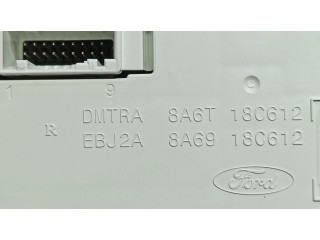 1 9
R DMTRA 8A6T 18C612
EBJ2A 8A69 18C612
Ford